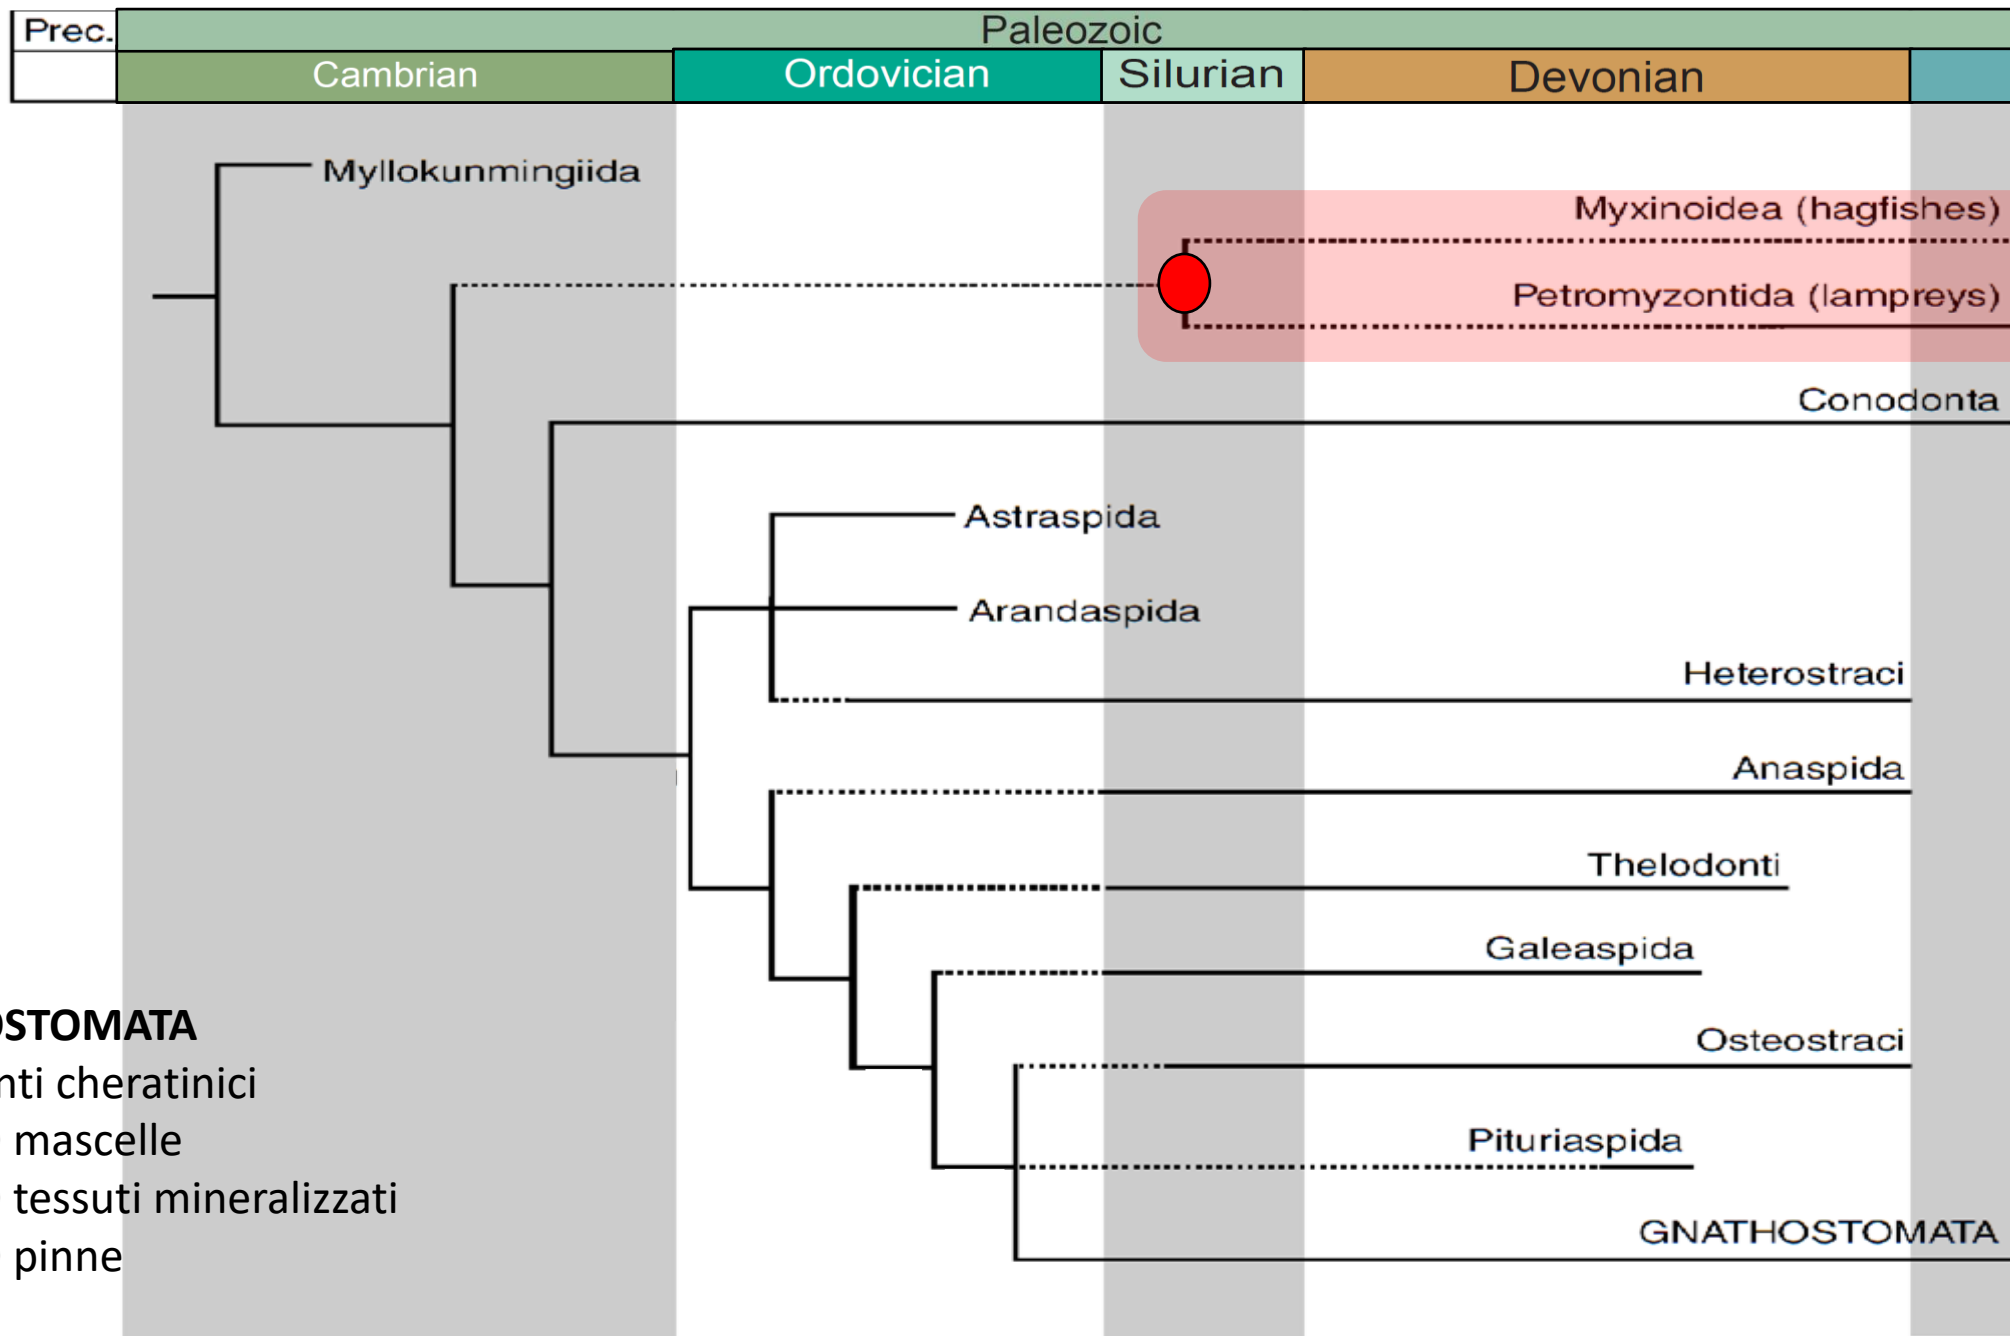 Prec.
Paleozoic
Cambrian
Ordovician
Silurian
Devonian
Myllokunmingiida
Myxinoidea (hagfishes)
Petromyzontida (lampreys)
Conodonta
Astraspida
Arandaspida
Heterostraci
Anaspida
Thelodonti
Galeaspida
Osteostraci
Pituriaspida
GNATHOSTOMATA
OSTOMATA
nti cheratinici
mascelle
tessuti mineralizzati
pinne